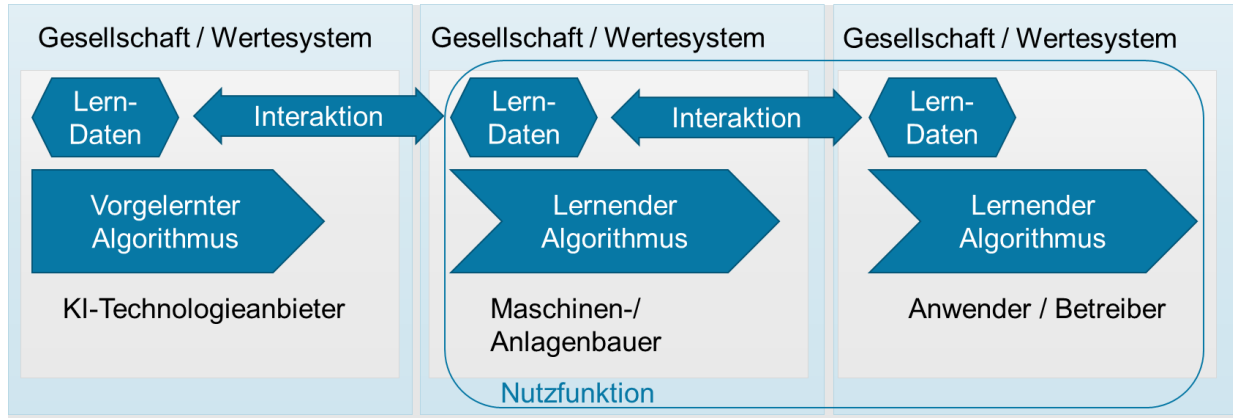 Gesellschaft / Wertesystem
Lern-
Daten
Interaktion
Vorgelernter
Algorithmus
KI-Technologieanbieter
Gesellschaft / Wertesystem
Lern-
Daten
Interaktion
Lernender
Algorithmus
Maschinen-/
Anlagenbauer
Gesellschaft / Wertesystem
Lern-
Daten
Lernender
Algorithmus
Anwender / Betreiber
Nutzfunktion